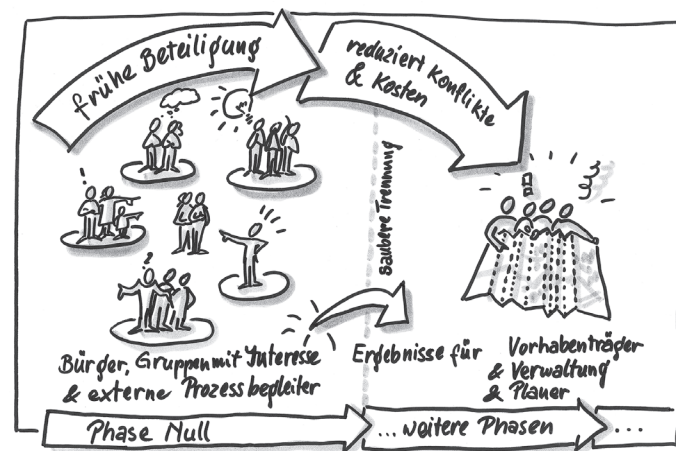 frühe Beteiligung
reduziert Konflikte
& Kosten
!
?
saubere Trennung
Bürger, Gruppen mit Interesse
& externe Prozessbegleiter
Ergebnisse für
Vorhabenträger
& Verwaltung
& Planer
Phase Null
...weitere Phasen
...